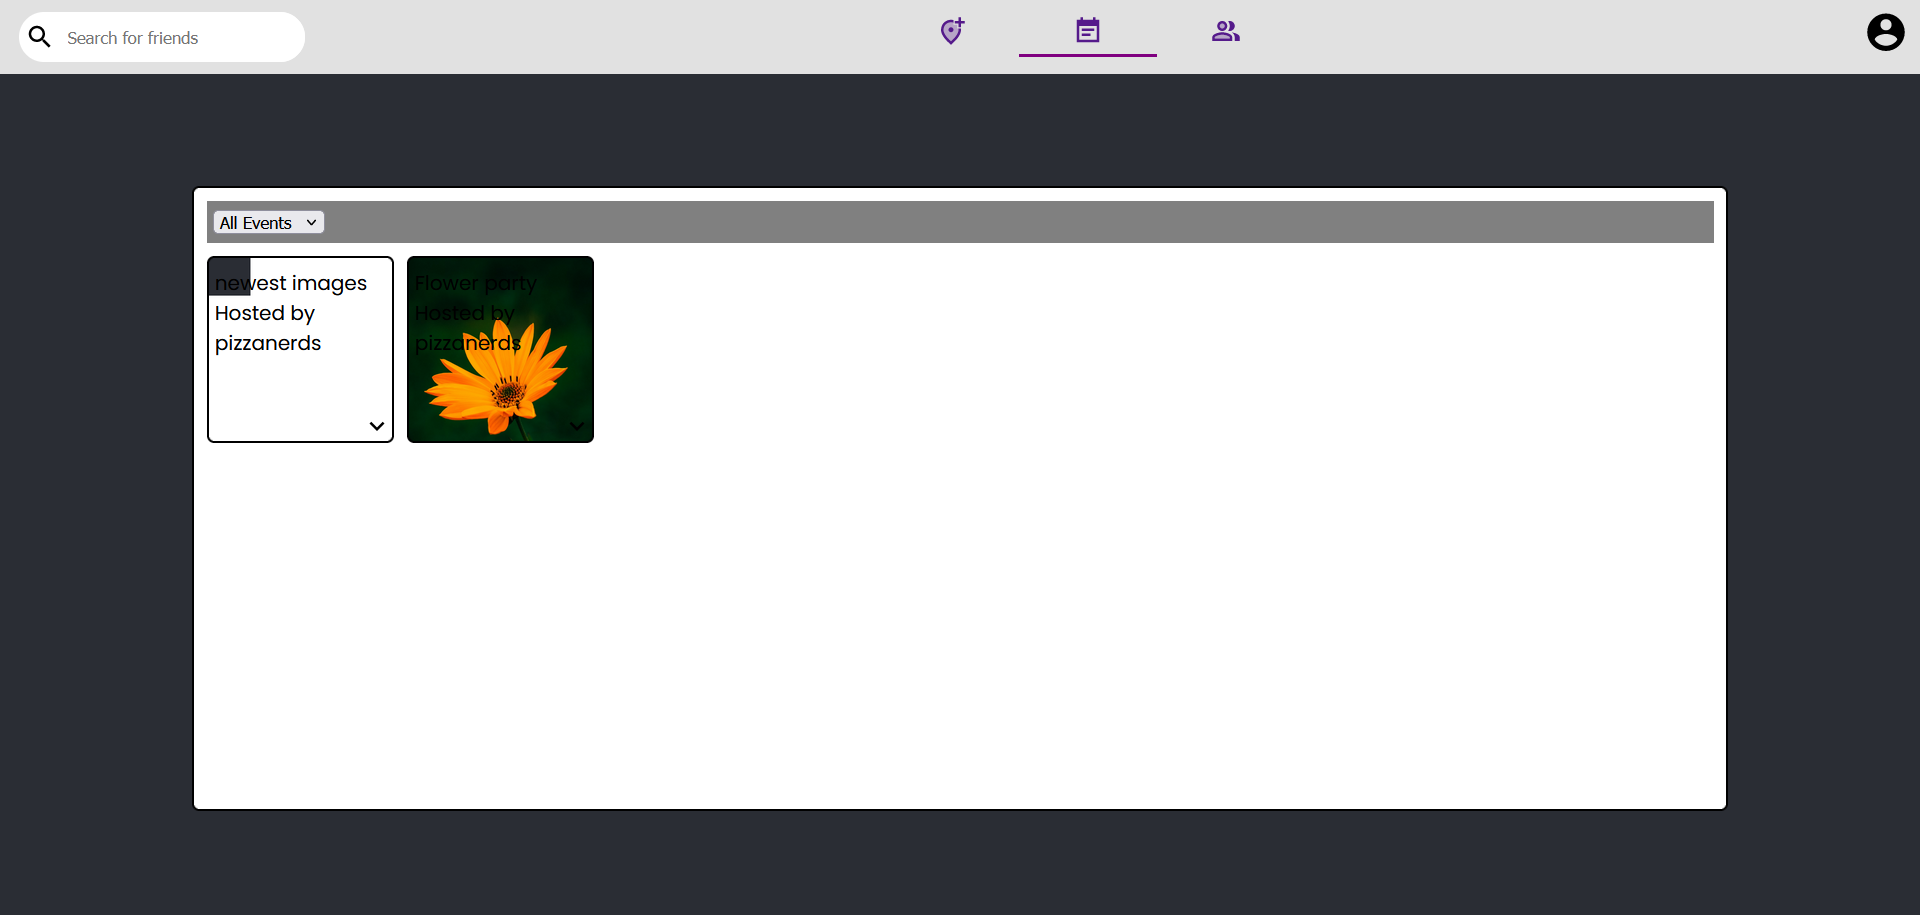 Search for friends
All Events
newest images
Hosted by
pizzanerds
Flower party
Hosted by
pizzanerds